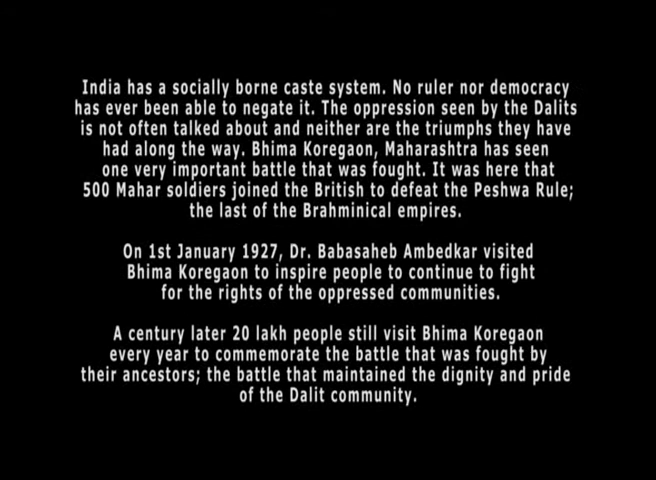 India has a socially borne caste system. No ruler nor democracy
has ever been able to negate it. The oppression seen by the Dalits
is not often talked about and neither are the triumphs they have
had along the way. Bhima Koregaon, Maharashtra has seen
one very important battle that was fought. It was here that
500 Mahar soldiers joined the British to defeat the Peshwa Rule;
the last of the Brahminical empires.
On 1st January 1927, Dr. Babasaheb Ambedkar visited
Bhima Koregaon to inspire people to continue to fight
for the rights of the oppressed communities.
A century later 20 lakh people still visit Bhima Koregaon
every year to commemorate the battle that was fought by
their ancestors; the battle that maintained the dignity and pride
of the Dalit community.